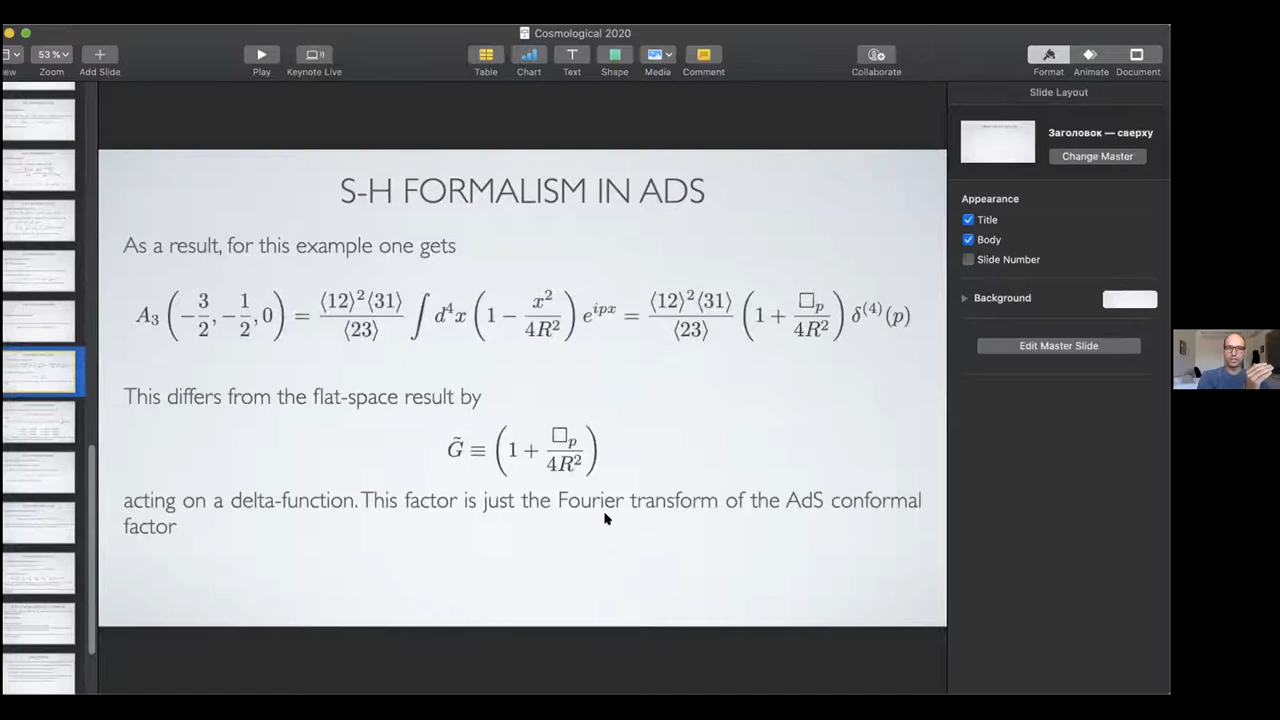 Cosmological 2020
ew
53 %
Zoom
Add Slide
Play
Keynote Live
Table
Chart
Text
Shape
Media
Comment
Collaborate
Format
Animate
Document
S-H FORMALISM IN ADS
As a result, for this example one gets
A₃(−3/2, −1/2, 0) = ⟨12⟩²⟨31⟩/⟨23⟩ ∫ d⁴x (1 − x²/4R²) e^{ipx} = ⟨12⟩²⟨31⟩/⟨23⟩ (1 + □ₚ/4R²) δ⁽⁴⁾(p)
This differs from the flat-space result by
G̃ ≡ (1 + □ₚ/4R²)
acting on a delta-function. This factor is just the Fourier transform of the AdS conformal
factor
Slide Layout
Заголовок — сверху
Change Master
Appearance
Title
Body
Slide Number
Background
Edit Master Slide